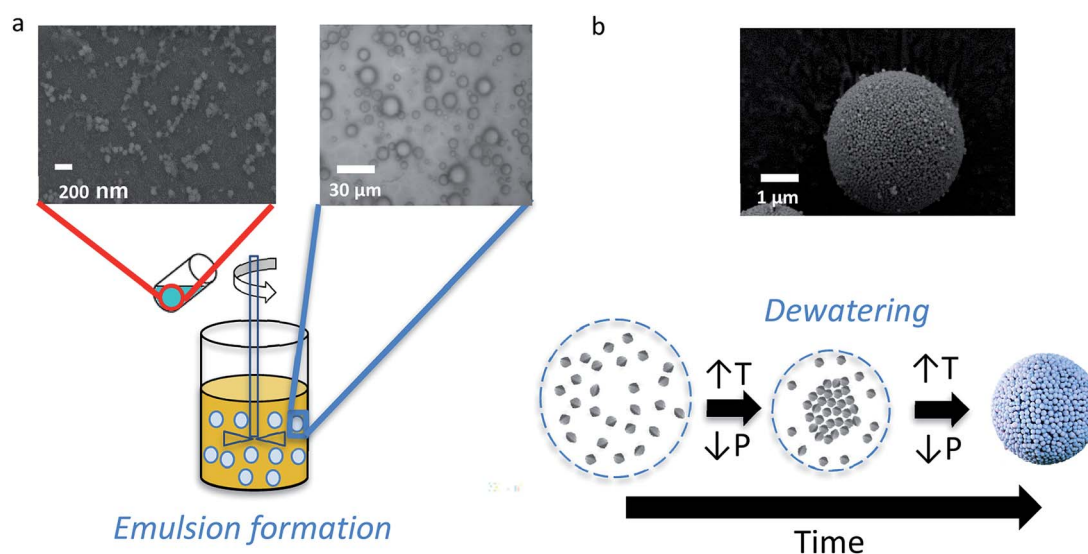 a
200 nm
30 µm
Emulsion formation
b
1 µm
Dewatering
↑T
↓P
↑T
↓P
Time